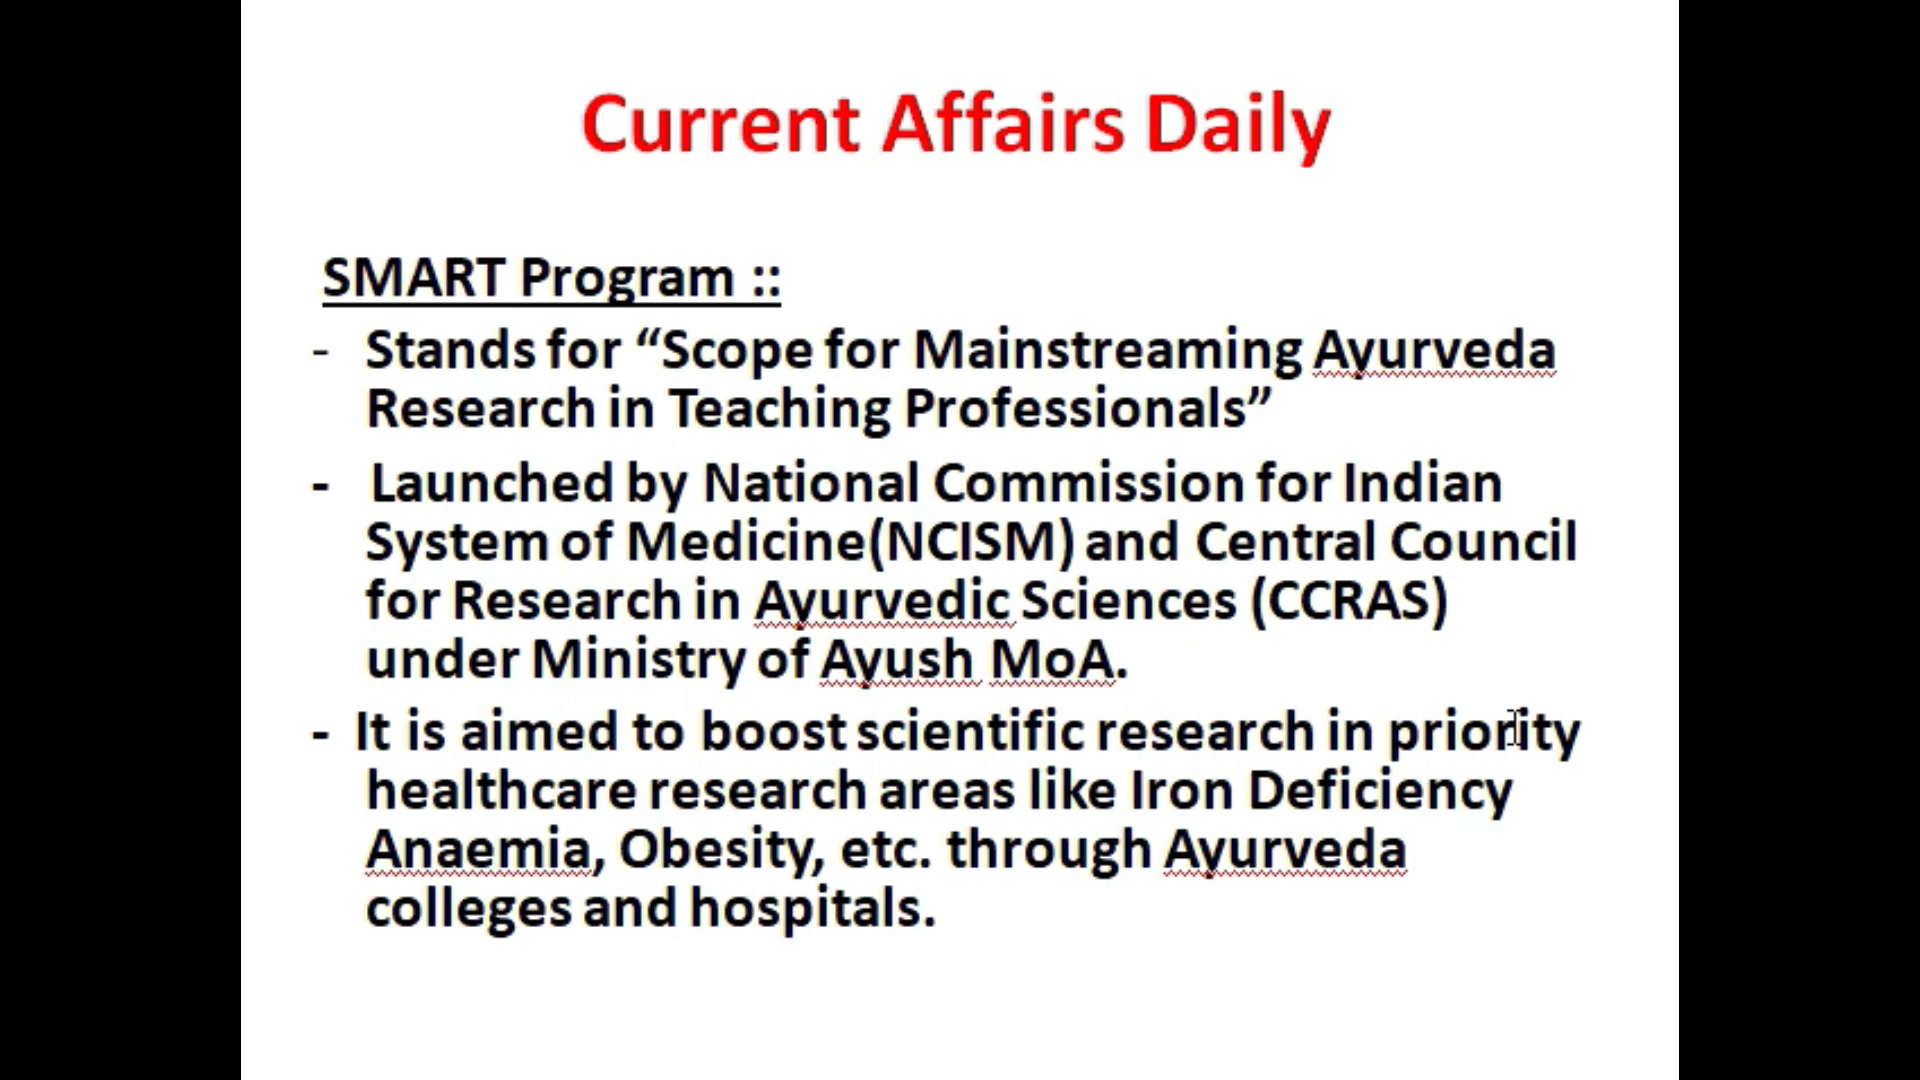 Current Affairs Daily
SMART Program ::
- Stands for “Scope for Mainstreaming Ayurveda
Research in Teaching Professionals”
- Launched by National Commission for Indian
System of Medicine(NCISM) and Central Council
for Research in Ayurvedic Sciences (CCRAS)
under Ministry of Ayush MoA.
- It is aimed to boost scientific research in priority
healthcare research areas like Iron Deficiency
Anaemia, Obesity, etc. through Ayurveda
colleges and hospitals.